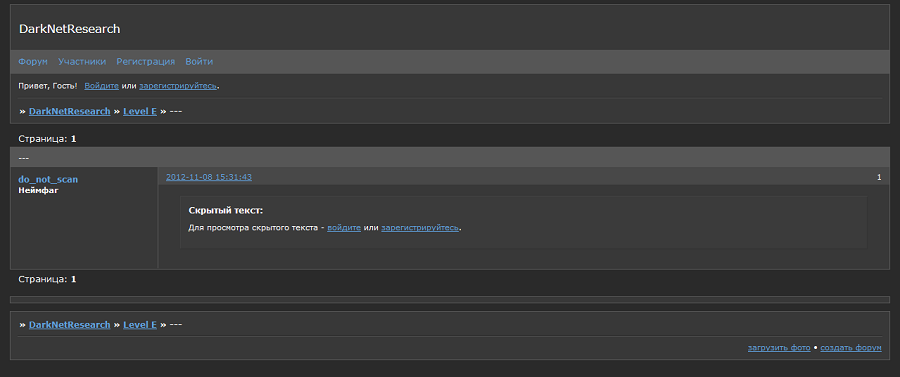 DarkNetResearch
Форум Участники Регистрация Войти
Привет, Гость! Войдите или зарегистрируйтесь.
» DarkNetResearch » Level E » ---
Страница: 1
---
do_not_scan
Неймфаг
2012-11-08 15:31:43 1
Скрытый текст:
Для просмотра скрытого текста - войдите или зарегистрируйтесь.
Страница: 1
» DarkNetResearch » Level E » ---
загрузить фото • создать форум